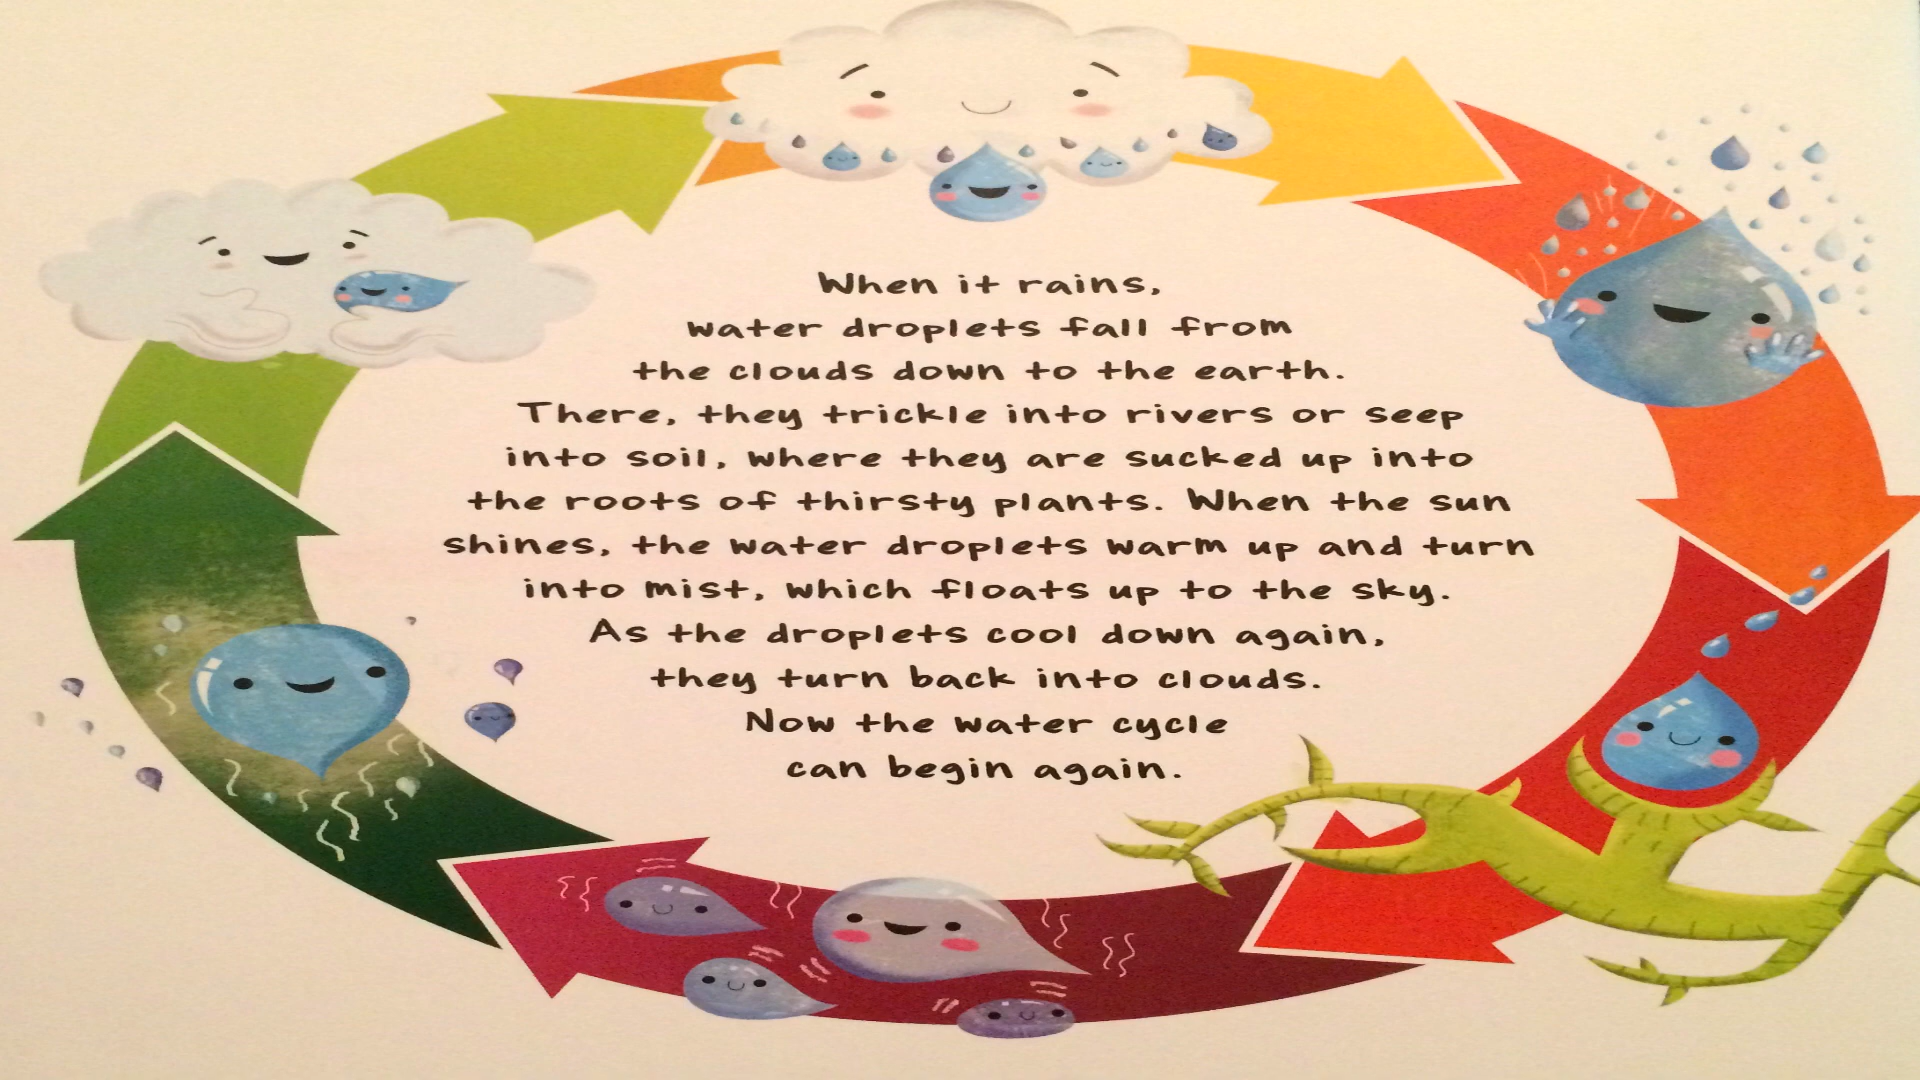 When it rains,
water droplets fall from
the clouds down to the earth.
There, they trickle into rivers or seep
into soil, where they are sucked up into
the roots of thirsty plants. When the sun
shines, the water droplets warm up and turn
into mist, which floats up to the sky.
As the droplets cool down again,
they turn back into clouds.
Now the water cycle
can begin again.